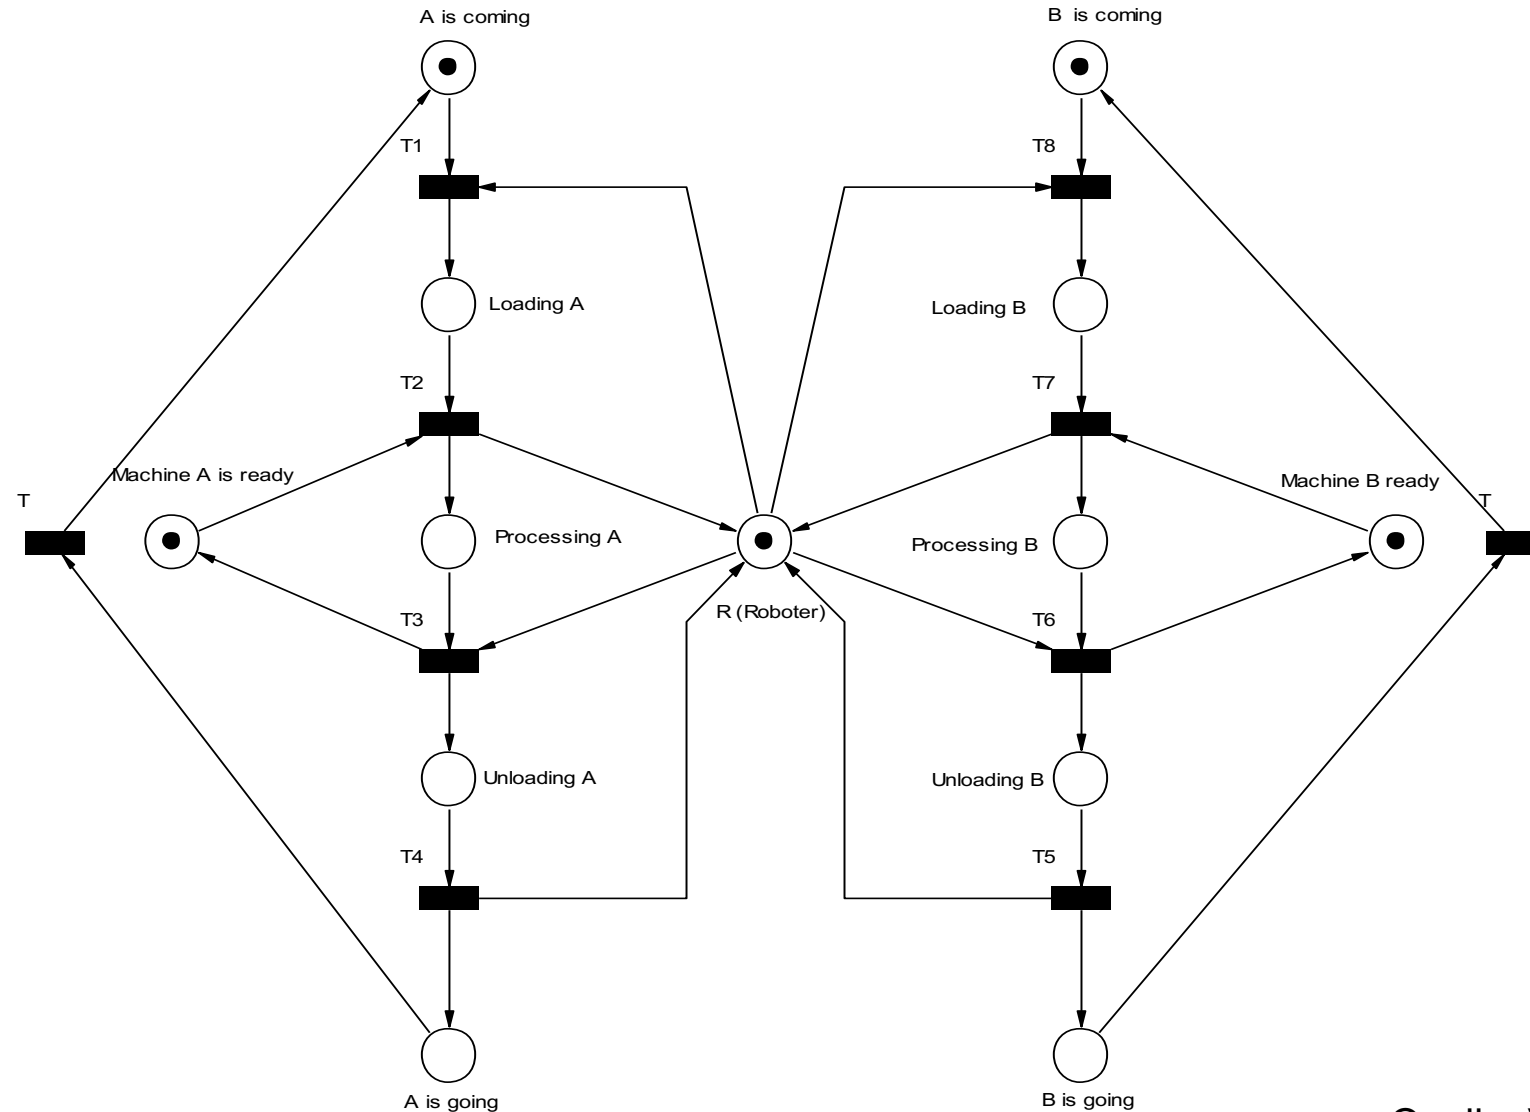 A is coming
B is coming
T1
T8
Loading A
Loading B
T2
T7
Machine A is ready
Machine B ready
T
T
Processing A
Processing B
T3
R (Roboter)
T6
Unloading A
Unloading B
T4
T5
A is going
B is going